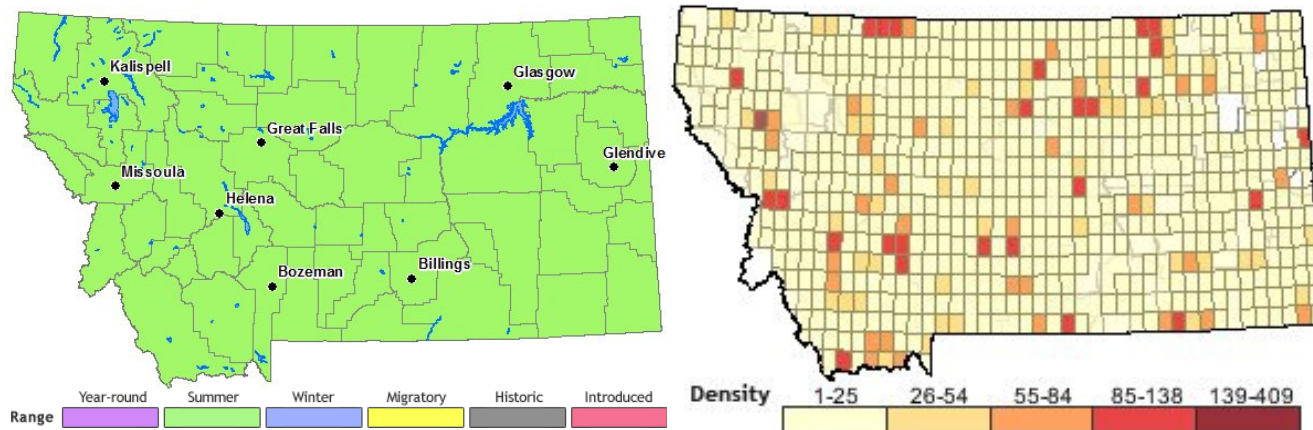 Kalispell
Glasgow
Great Falls
Glendive
Missoula
Helena
Bozeman
Billings
Range
Year-round
Summer
Winter
Migratory
Historic
Introduced
Density
1-25
26-54
55-84
85-138
139-409